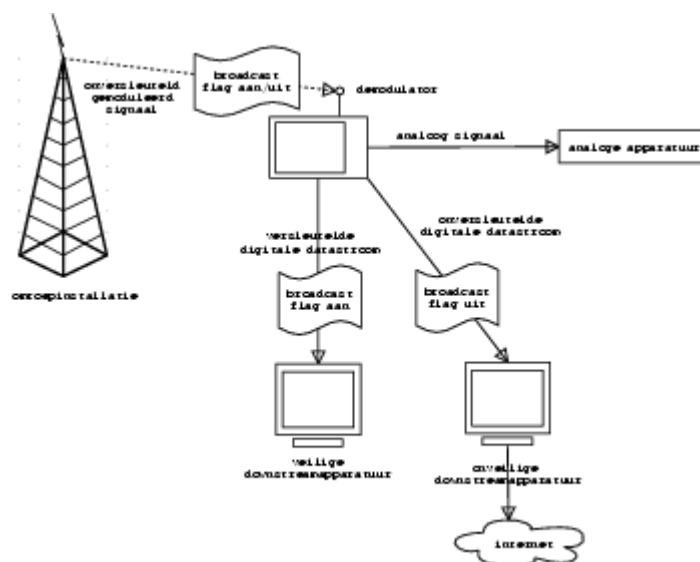 broadcast
flag aan/uit
onversleuteld
gemoduleerd
signaal
demodulator
analoog signaal
analoge apparatuur
versleutelde
digitale datastroom
onversleutelde
digitale datastroom
broadcast
flag aan
broadcast
flag uit
omroepinstallatie
veilige
downstreamapparatuur
onveilige
downstreamapparatuur
internet